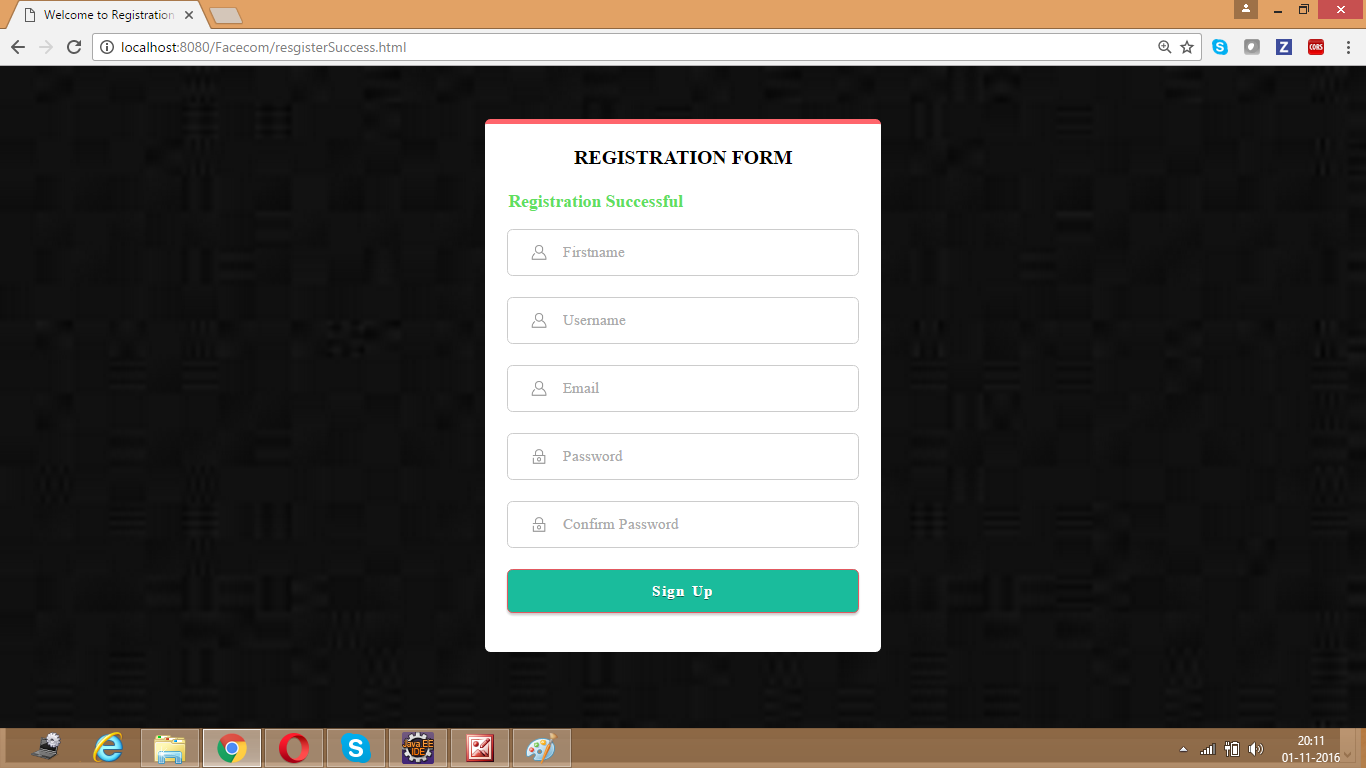 Welcome to Registration
localhost:8080/Facecom/resgisterSuccess.html
S
Z
CORS
REGISTRATION FORM
Registration Successful
Firstname
Username
Email
Password
Confirm Password
Sign Up
S
Java EE
IDE
20:11
01-11-2016